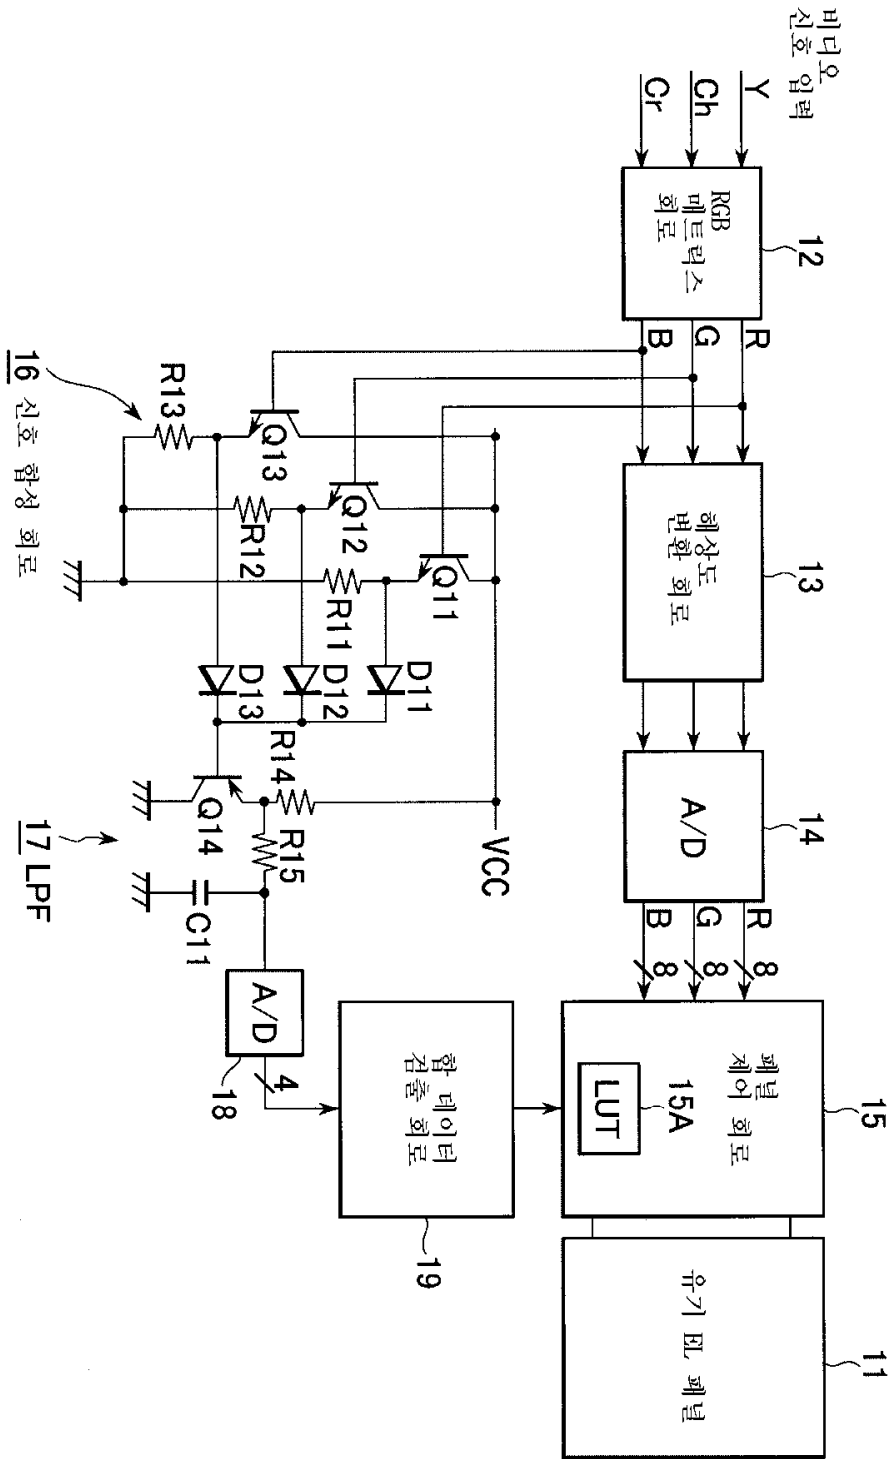 비디오
신호 입력
Y
Ch
Cr
RGB
매트릭스
회로
12
R
G
B
해상도
변환 회로
13
A/D
14
R
G
B
8
8
8
패널
제어 회로
15
LUT
15A
유기 EL 패널
11
VCC
Q11
Q12
Q13
R11
R12
R13
D11
D12
D13
R14
Q14
R15
C11
A/D
18
4
합 데이터
검출 회로
19
16 신호 합성 회로
17 LPF